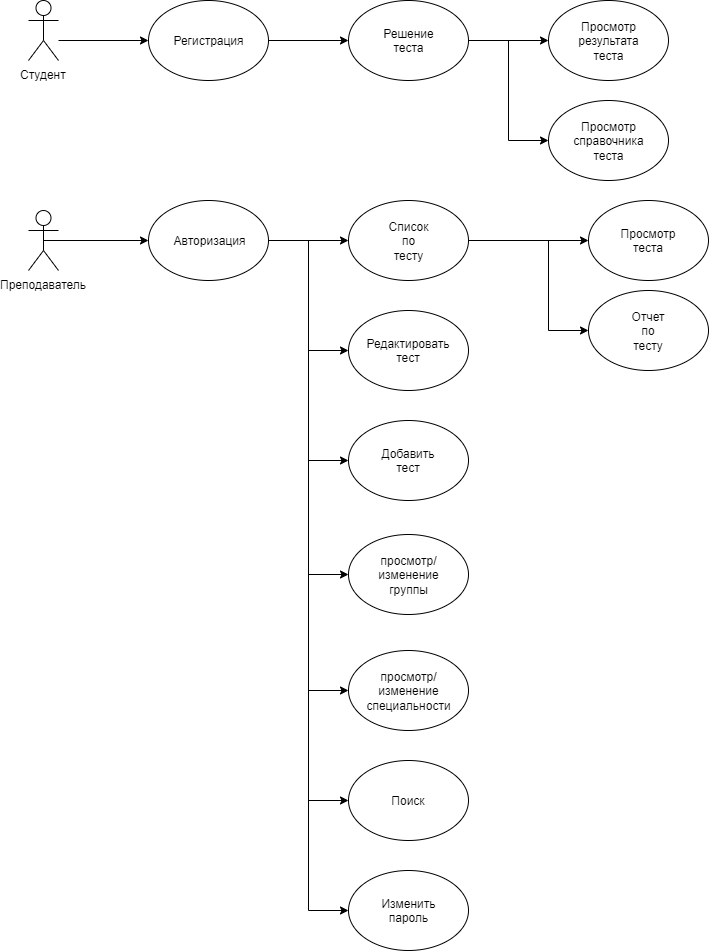 Студент
Регистрация
Решение
теста
Просмотр
результата
теста
Просмотр
справочника
теста
Преподаватель
Авторизация
Список
по
тесту
Просмотр
теста
Отчет
по
тесту
Редактировать
тест
Добавить
тест
просмотр/
изменение
группы
просмотр/
изменение
специальности
Поиск
Изменить
пароль